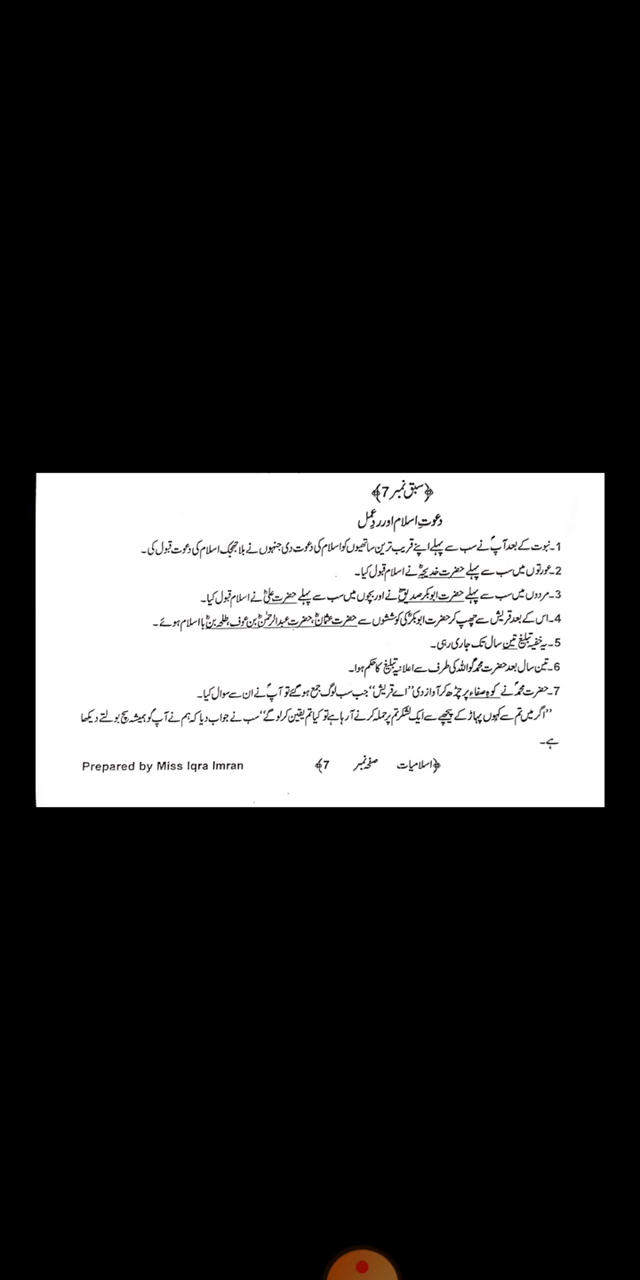 ﴿سبق نمبر 7﴾
دعوتِ اسلام اور ردِ عمل
1۔نبوت کے بعد آپؐ نے سب سے پہلے اپنے قریب ترین ساتھیوں کو اسلام کی دعوت دی جنہوں نے بلا جھجک اسلام کی دعوت قبول کی۔
2۔عورتوں میں سب سے پہلے حضرت خدیجہؓ نے اسلام قبول کیا۔
3۔مردوں میں سب سے پہلے حضرت ابوبکر صدیقؓ نے اور بچوں میں سب سے پہلے حضرت علیؓ نے اسلام قبول کیا۔
4۔اس کے بعد قریش سے چھپ کر حضرت ابوبکرؓ کی کوششوں سے حضرت عثمانؓ، حضرت عبدالرحمٰنؓ بن عوف، طلحہ بنؓ با اسلام ہوئے۔
5۔یہ خفیہ تبلیغ تین سال تک جاری رہی۔
6۔تین سال بعد حضرت محمدؐ کو اللہ کی طرف سے اعلانیہ تبلیغ کا حکم ہوا۔
7۔حضرت محمدؐ نے کوہِ صفاء پر چڑھ کر آواز دی ”اے قریش“ جب سب لوگ جمع ہو گئے تو آپؐ نے ان سے سوال کیا۔
”اگر میں تم سے کہوں پہاڑ کے پیچھے سے ایک لشکر تم پر حملہ کرنے آ رہا ہے تو کیا تم یقین کر لو گے“ سب نے جواب دیا کہ ہم نے آپؐ کو ہمیشہ سچ بولتے دیکھا
ہے۔
﴿اسلامیات صفحہ نمبر 7﴾ Prepared by Miss Iqra Imran